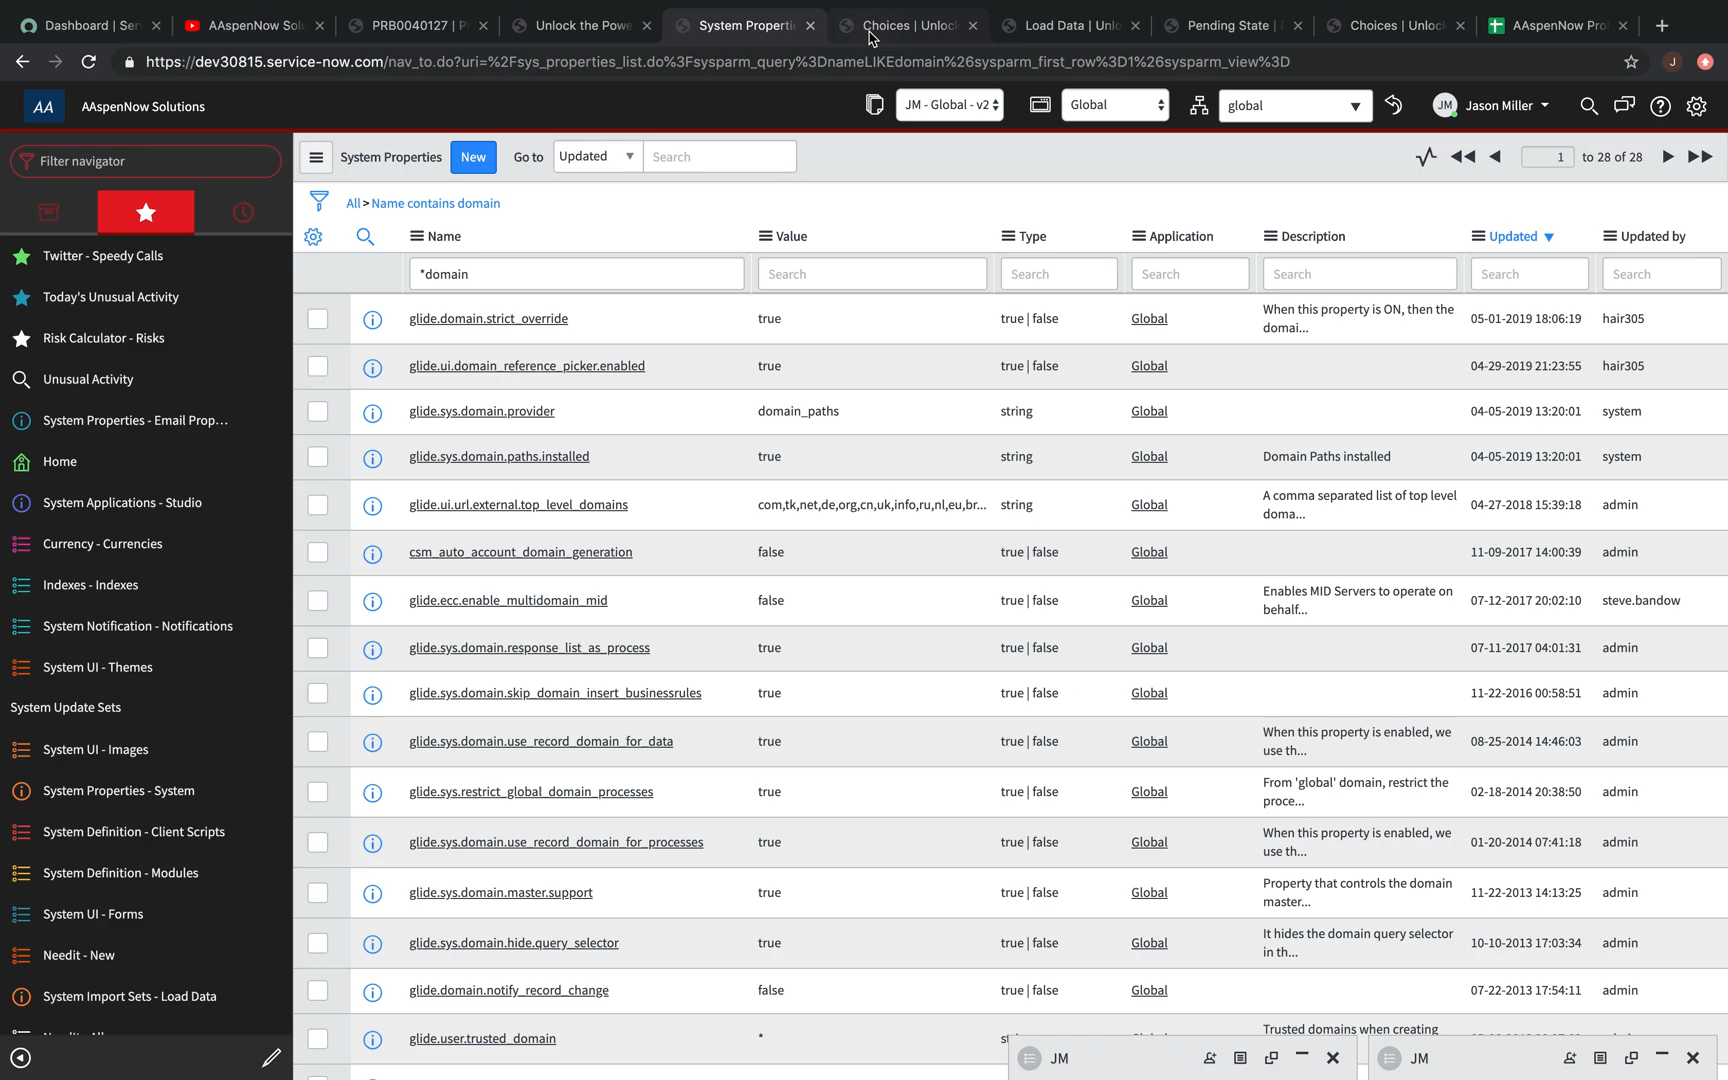 Dashboard | Ser
AAspenNow Solu
PRB0040127 | P
Unlock the Powe
System Propertie
Choices | Unlock
Load Data | Unlo
Pending State | D
Choices | Unlock
AAspenNow Pro
https://dev30815.service-now.com/nav_to.do?uri=%2Fsys_properties_list.do%3Fsysparm_query%3DnameLIKEdomain%26sysparm_first_row%3D1%26sysparm_view%3D
J
AA AAspenNow Solutions
JM - Global - v2
Global
global
JM Jason Miller
Filter navigator
System Properties New Go to Updated Search
1 to 28 of 28
All > Name contains domain
Name Value Type Application Description Updated Updated by
*domain Search Search Search Search Search Search
glide.domain.strict_override true true | false Global When this property is ON, then the domai... 05-01-2019 18:06:19 hair305
glide.ui.domain_reference_picker.enabled true true | false Global 04-29-2019 21:23:55 hair305
glide.sys.domain.provider domain_paths string Global 04-05-2019 13:20:01 system
glide.sys.domain.paths.installed true string Global Domain Paths installed 04-05-2019 13:20:01 system
glide.ui.url.external.top_level_domains com,tk,net,de,org,cn,uk,info,ru,nl,eu,br... string Global A comma separated list of top level doma... 04-27-2018 15:39:18 admin
csm_auto_account_domain_generation false true | false Global 11-09-2017 14:00:39 admin
glide.ecc.enable_multidomain_mid false true | false Global Enables MID Servers to operate on behalf... 07-12-2017 20:02:10 steve.bandow
glide.sys.domain.response_list_as_process true true | false Global 07-11-2017 04:01:31 admin
glide.sys.domain.skip_domain_insert_businessrules true true | false Global 11-22-2016 00:58:51 admin
glide.sys.domain.use_record_domain_for_data true true | false Global When this property is enabled, we use th... 08-25-2014 14:46:03 admin
glide.sys.restrict_global_domain_processes true true | false Global From 'global' domain, restrict the proce... 02-18-2014 20:38:50 admin
glide.sys.domain.use_record_domain_for_processes true true | false Global When this property is enabled, we use th... 01-20-2014 07:41:18 admin
glide.sys.domain.master.support true true | false Global Property that controls the domain master... 11-22-2013 14:13:25 admin
glide.sys.domain.hide.query_selector true true | false Global It hides the domain query selector in th... 10-10-2013 17:03:34 admin
glide.domain.notify_record_change false true | false Global 07-22-2013 17:54:11 admin
glide.user.trusted_domain * Trusted domains when creating
Twitter - Speedy Calls
Today's Unusual Activity
Risk Calculator - Risks
Unusual Activity
System Properties - Email Prop...
Home
System Applications - Studio
Currency - Currencies
Indexes - Indexes
System Notification - Notifications
System UI - Themes
System Update Sets
System UI - Images
System Properties - System
System Definition - Client Scripts
System Definition - Modules
System UI - Forms
Needit - New
System Import Sets - Load Data
JM
JM